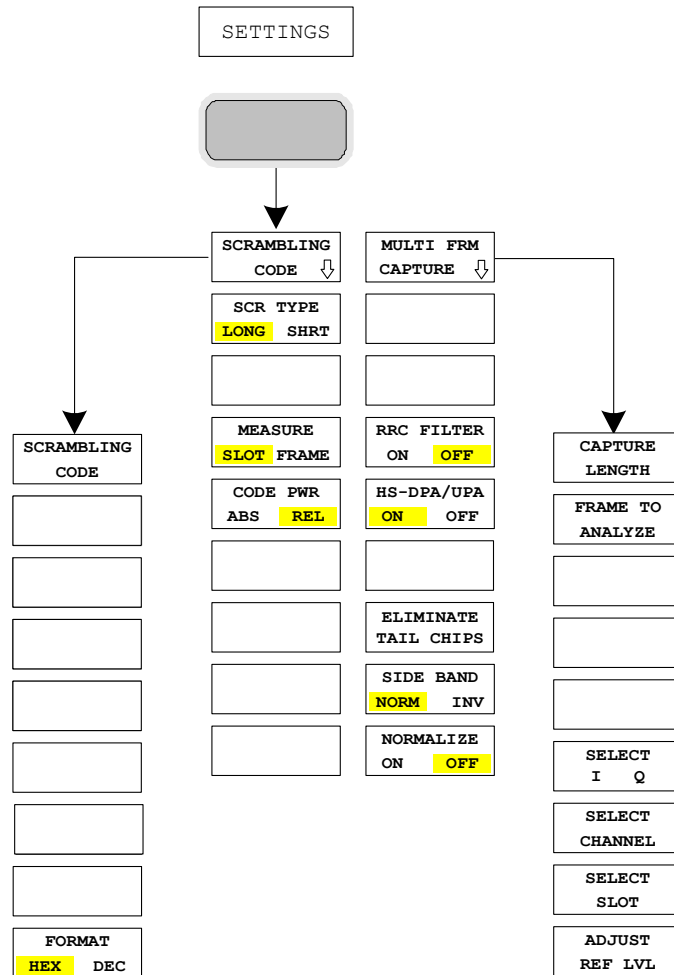 SETTINGS
SCRAMBLING
CODE
SCR TYPE
LONG SHRT
MEASURE
SLOT FRAME
CODE PWR
ABS REL
MULTI FRM
CAPTURE
RRC FILTER
ON OFF
HS-DPA/UPA
ON OFF
ELIMINATE
TAIL CHIPS
SIDE BAND
NORM INV
NORMALIZE
ON OFF
SCRAMBLING
CODE
FORMAT
HEX DEC
CAPTURE
LENGTH
FRAME TO
ANALYZE
SELECT
I Q
SELECT
CHANNEL
SELECT
SLOT
ADJUST
REF LVL